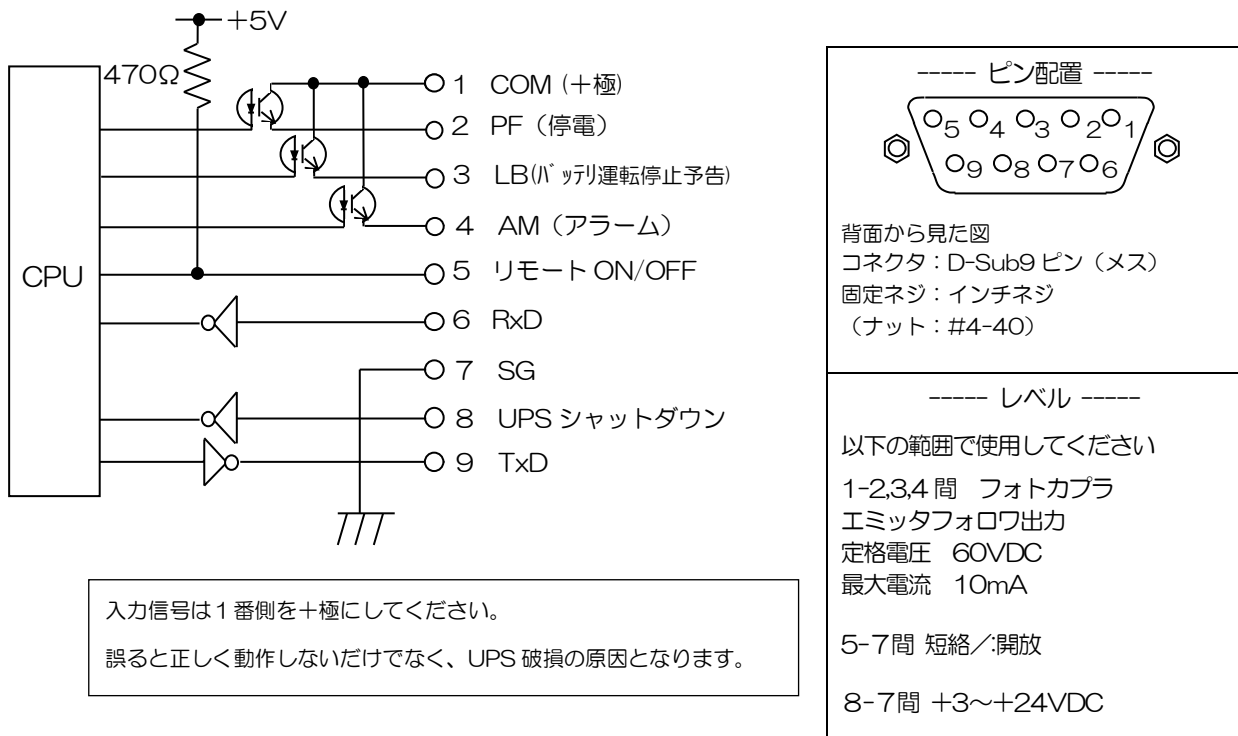 +5V
470Ω
CPU
1 COM (+極)
2 PF(停電)
3 LB(バッテリ運転停止予告)
4 AM(アラーム)
5 リモート ON/OFF
6 RxD
7 SG
8 UPS シャットダウン
9 TxD
入力信号は1番側を+極にしてください。
誤ると正しく動作しないだけでなく、UPS 破損の原因となります。
----- ピン配置 -----
5 4 3 2 1
9 8 7 6
背面から見た図
コネクタ:D-Sub9 ピン(メス)
固定ネジ:インチネジ
(ナット:#4-40)
----- レベル -----
以下の範囲で使用してください
1-2,3,4 間 フォトカプラ
エミッタフォロワ出力
定格電圧 60VDC
最大電流 10mA
5-7間 短絡/:開放
8-7間 +3~+24VDC